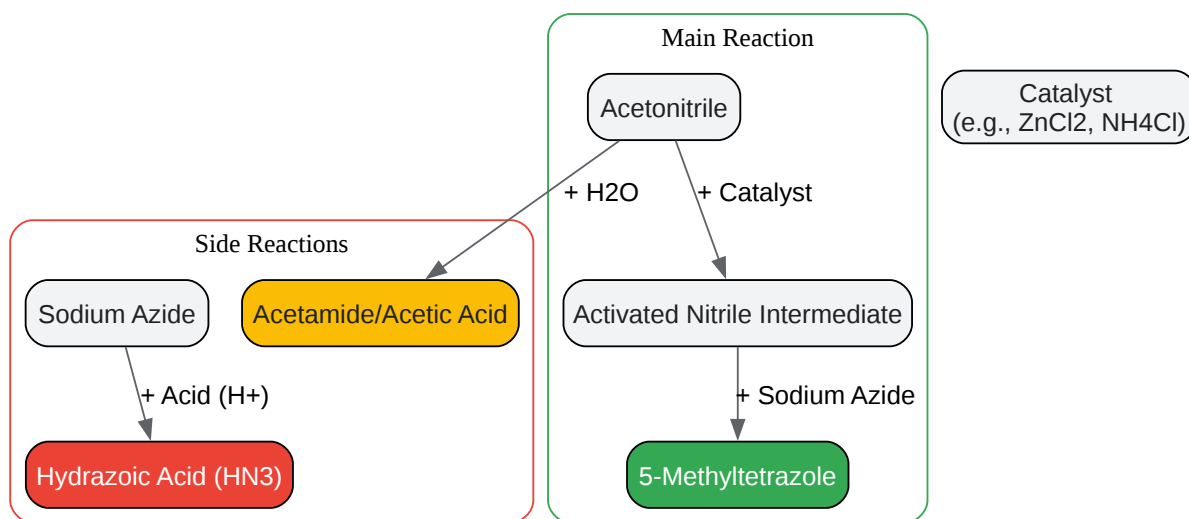 Main Reaction
Acetonitrile
Catalyst
(e.g., ZnCl2, NH4Cl)
+ H2O
+ Catalyst
Side Reactions
Sodium Azide
Acetamide/Acetic Acid
Activated Nitrile Intermediate
+ Acid (H+)
+ Sodium Azide
Hydrazoic Acid (HN3)
5-Methyltetrazole